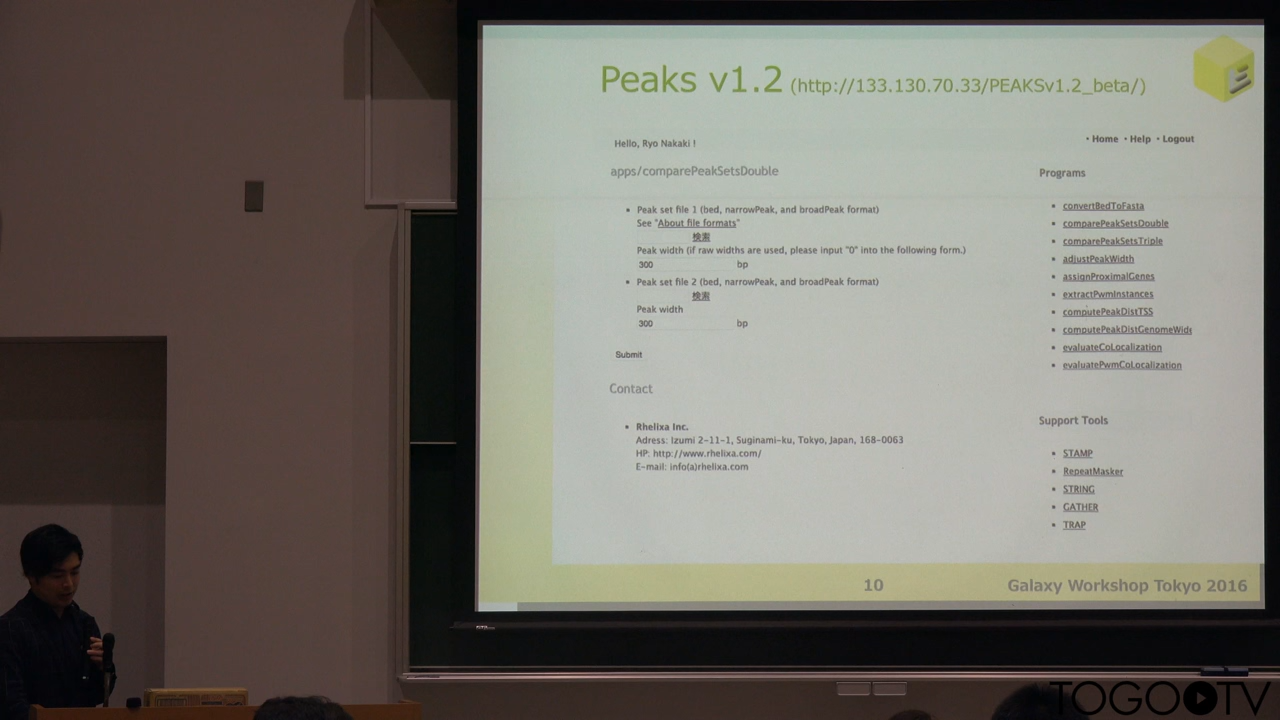 Peaks v1.2 (http://133.130.70.33/PEAKSv1.2_beta/)
Hello, Ryo Nakaki !
• Home • Help • Logout
apps/comparePeakSetsDouble
Peak set file 1 (bed, narrowPeak, and broadPeak format)
See "About file formats"
検索
Peak width (if raw widths are used, please input "0" into the following form.)
300 bp
Peak set file 2 (bed, narrowPeak, and broadPeak format)
検索
Peak width
300 bp
Submit
Contact
Rhelixa Inc.
Adress: Izumi 2-11-1, Suginami-ku, Tokyo, Japan, 168-0063
HP: http://www.rhelixa.com/
E-mail: info(a)rhelixa.com
Programs
convertBedToFasta
comparePeakSetsDouble
comparePeakSetsTriple
adjustPeakWidth
assignProximalGenes
extractPwmInstances
computePeakDistTSS
computePeakDistGenomeWide
evaluateCoLocalization
evaluatePwmCoLocalization
Support Tools
STAMP
RepeatMasker
STRING
GATHER
TRAP
10
Galaxy Workshop Tokyo 2016
TOGO TV